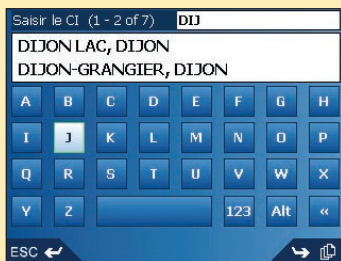 Saisir le CI (1 - 2 of 7) DIJ
DIJON LAC, DIJON
DIJON-GRANGIER, DIJON
A B C D E F G H
I J K L M N O P
Q R S T U V W X
Y Z 123 Alt «
ESC